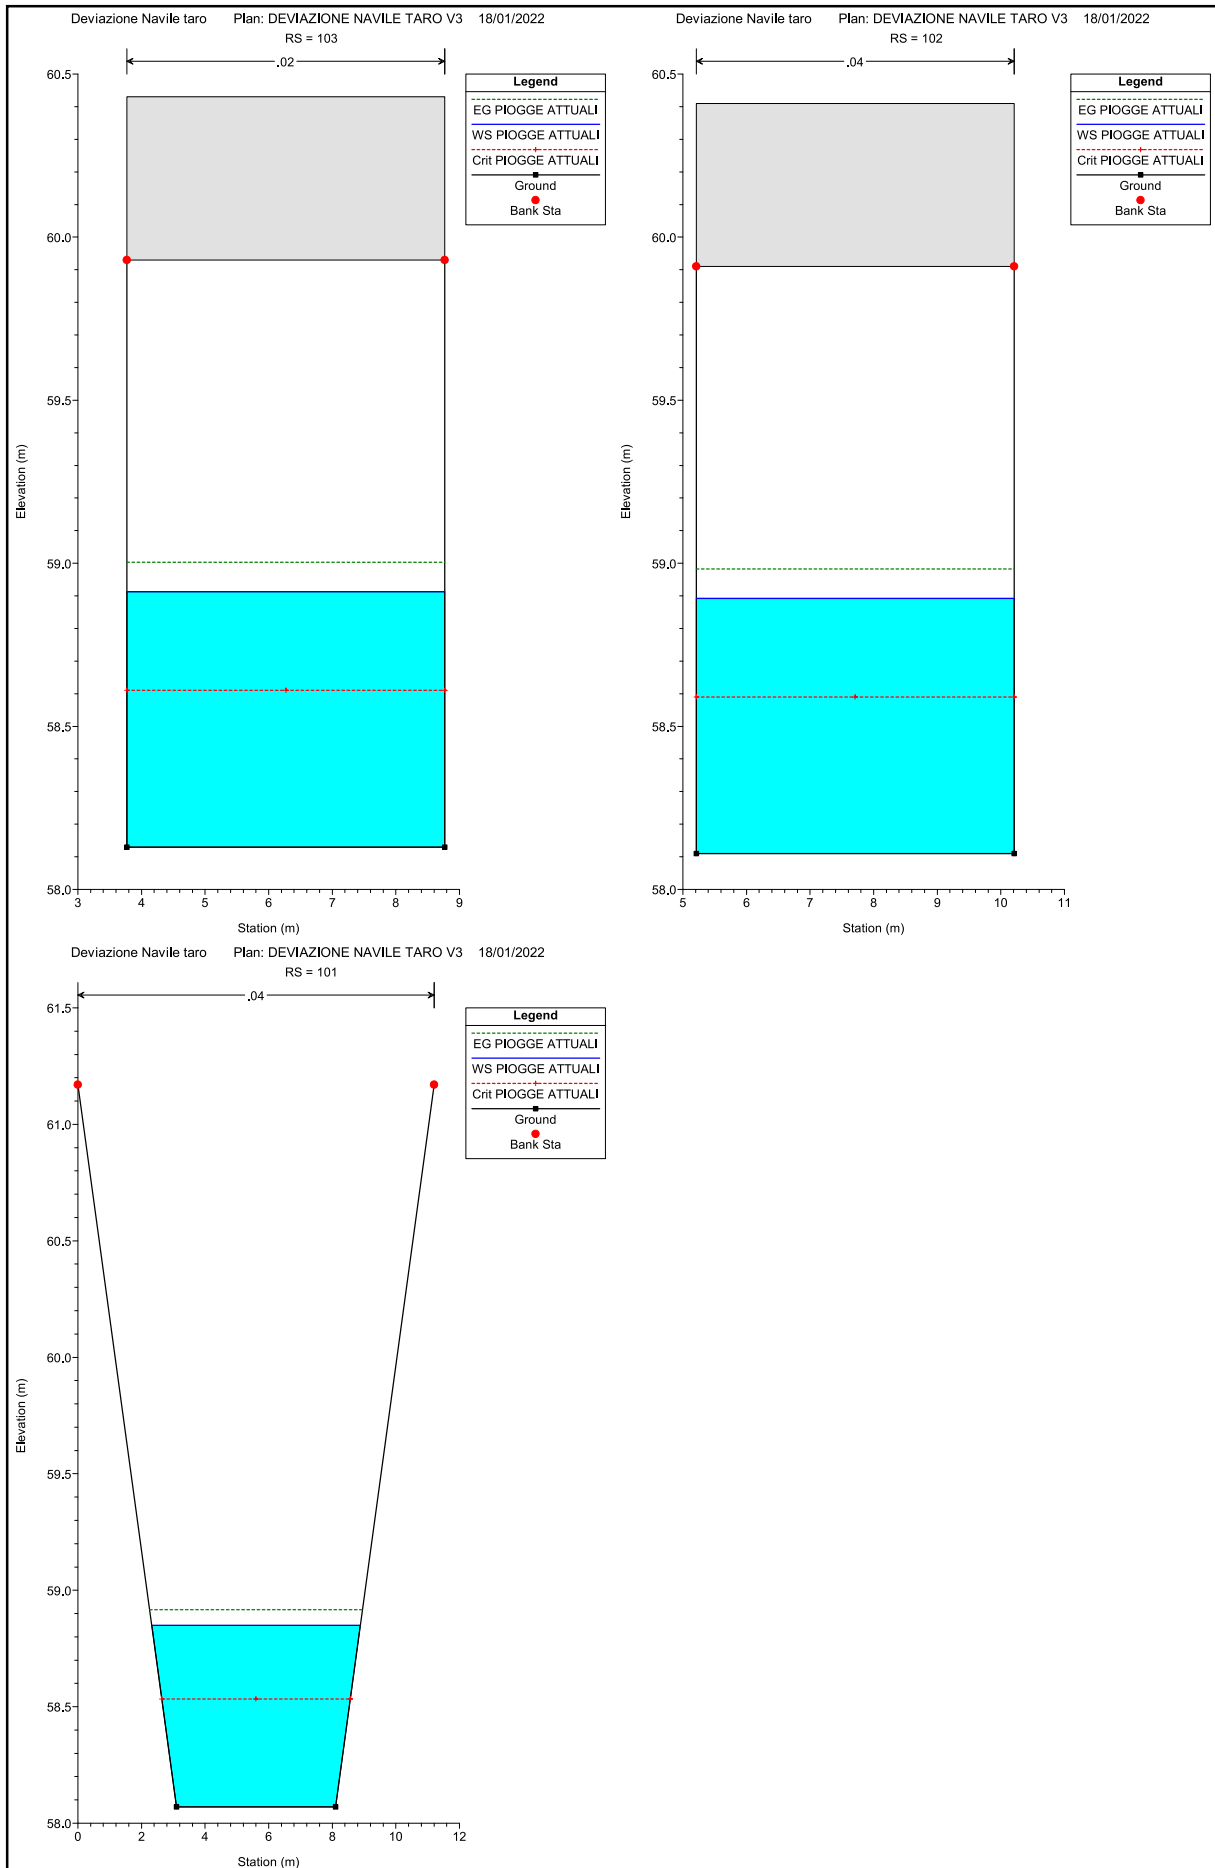 Deviazione Navile taro Plan: DEVIAZIONE NAVILE TARO V3 18/01/2022
RS = 103
.02
60.5
60.0
59.5
59.0
58.5
58.0
Elevation (m)
3 4 5 6 7 8 9
Station (m)
Legend
EG PIOGGE ATTUALI
WS PIOGGE ATTUALI
Crit PIOGGE ATTUALI
Ground
Bank Sta
Deviazione Navile taro Plan: DEVIAZIONE NAVILE TARO V3 18/01/2022
RS = 102
.04
60.5
60.0
59.5
59.0
58.5
58.0
Elevation (m)
5 6 7 8 9 10 11
Station (m)
Legend
EG PIOGGE ATTUALI
WS PIOGGE ATTUALI
Crit PIOGGE ATTUALI
Ground
Bank Sta
Deviazione Navile taro Plan: DEVIAZIONE NAVILE TARO V3 18/01/2022
RS = 101
.04
61.5
61.0
60.5
60.0
59.5
59.0
58.5
58.0
Elevation (m)
0 2 4 6 8 10 12
Station (m)
Legend
EG PIOGGE ATTUALI
WS PIOGGE ATTUALI
Crit PIOGGE ATTUALI
Ground
Bank Sta